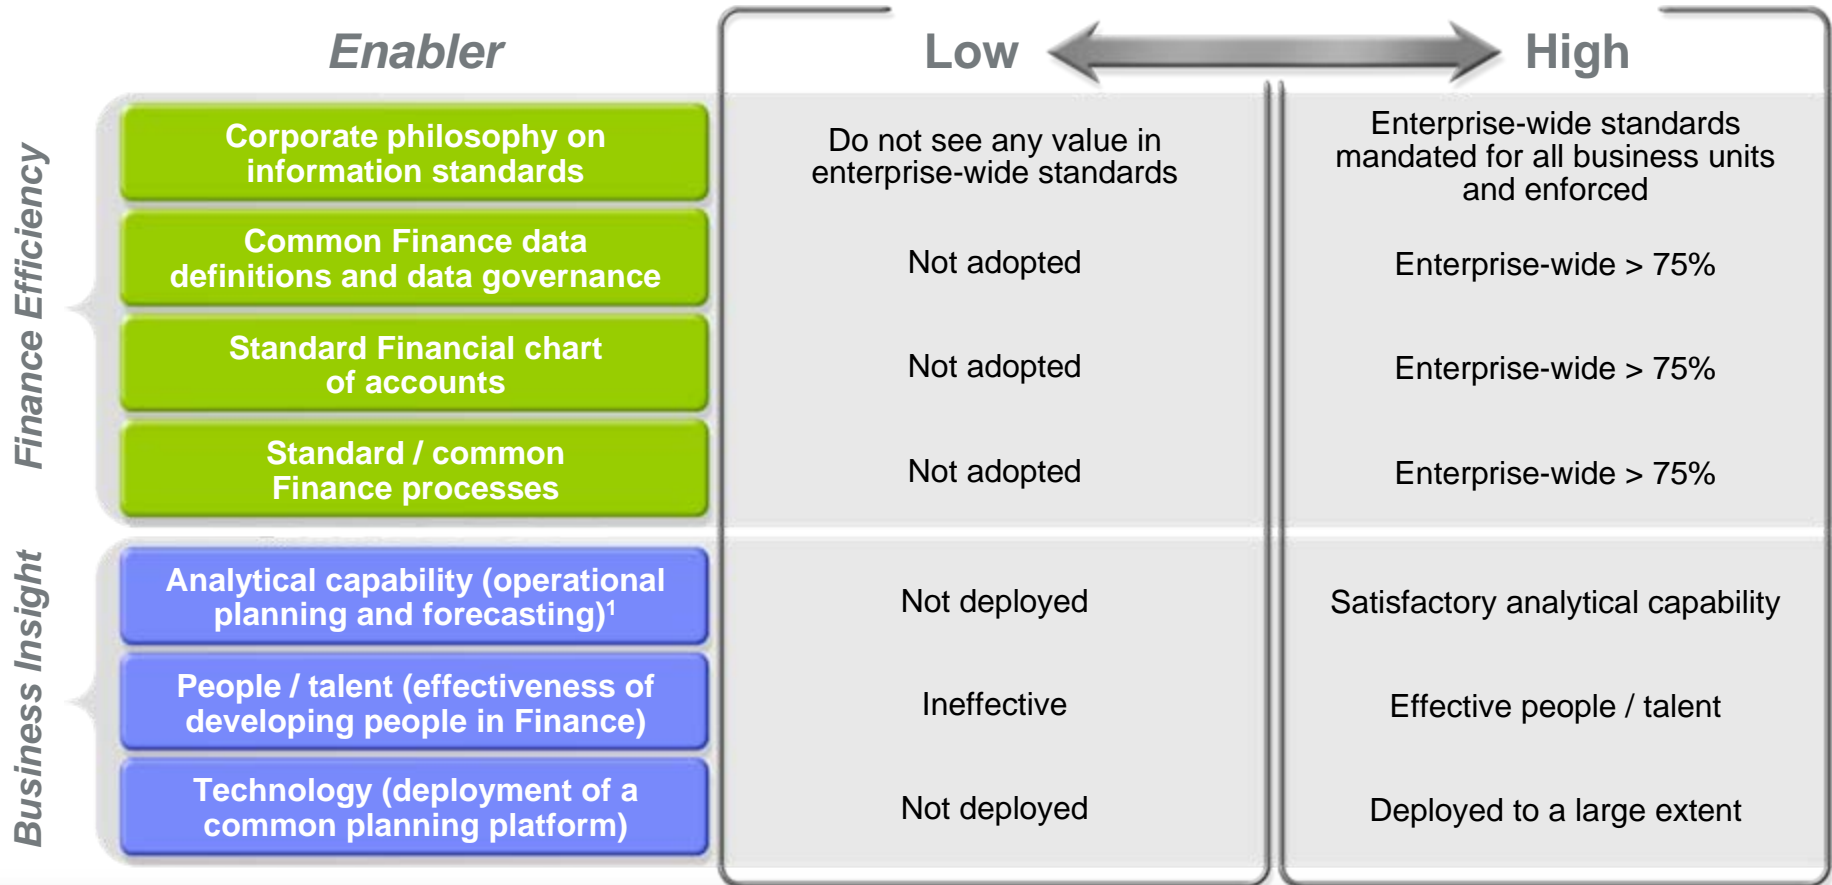 Enabler
Low
High
Finance Efficiency
Corporate philosophy on
information standards
Do not see any value in
enterprise-wide standards
Enterprise-wide standards
mandated for all business units
and enforced
Common Finance data
definitions and data governance
Not adopted
Enterprise-wide > 75%
Standard Financial chart
of accounts
Not adopted
Enterprise-wide > 75%
Standard / common
Finance processes
Not adopted
Enterprise-wide > 75%
Business Insight
Analytical capability (operational
planning and forecasting)¹
Not deployed
Satisfactory analytical capability
People / talent (effectiveness of
developing people in Finance)
Ineffective
Effective people / talent
Technology (deployment of a
common planning platform)
Not deployed
Deployed to a large extent